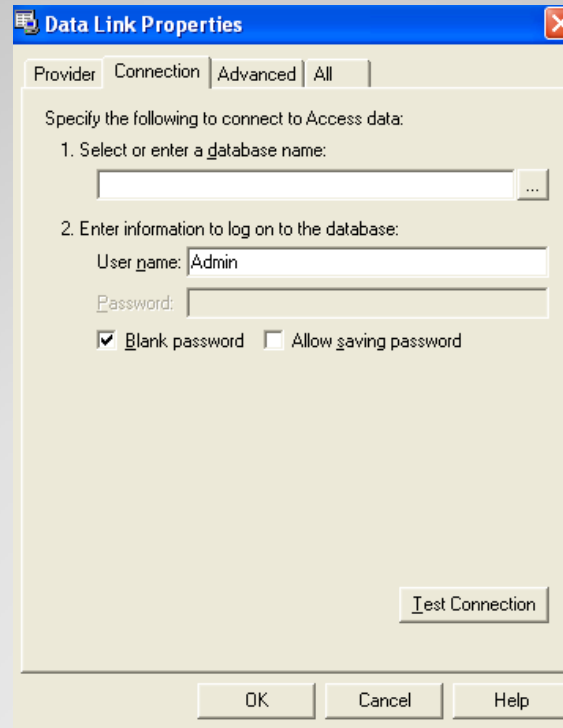 Data Link Properties
Provider Connection Advanced All
Specify the following to connect to Access data:
1. Select or enter a database name:
...
2. Enter information to log on to the database:
User name: Admin
Password:
Blank password Allow saving password
Test Connection
OK Cancel Help